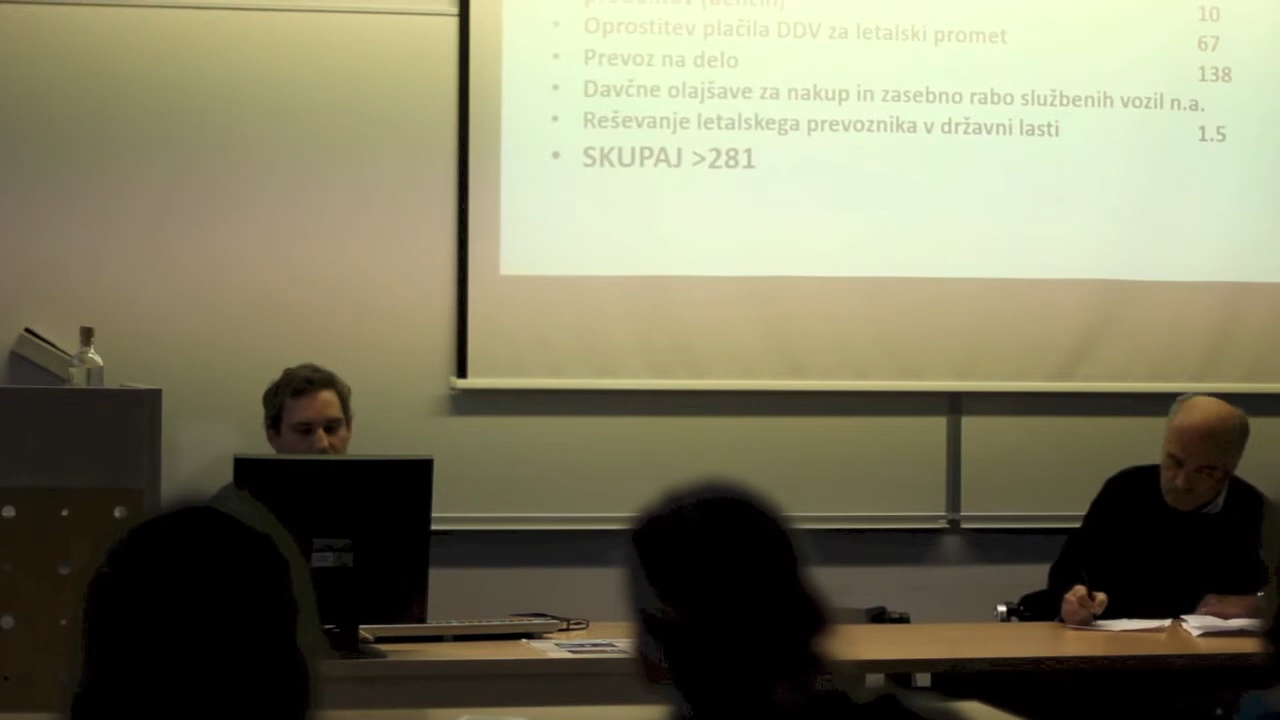 10
• Oprostitev plačila DDV za letalski promet 67
• Prevoz na delo 138
• Davčne olajšave za nakup in zasebno rabo službenih vozil n.a.
• Reševanje letalskega prevoznika v državni lasti 1.5
• SKUPAJ >281